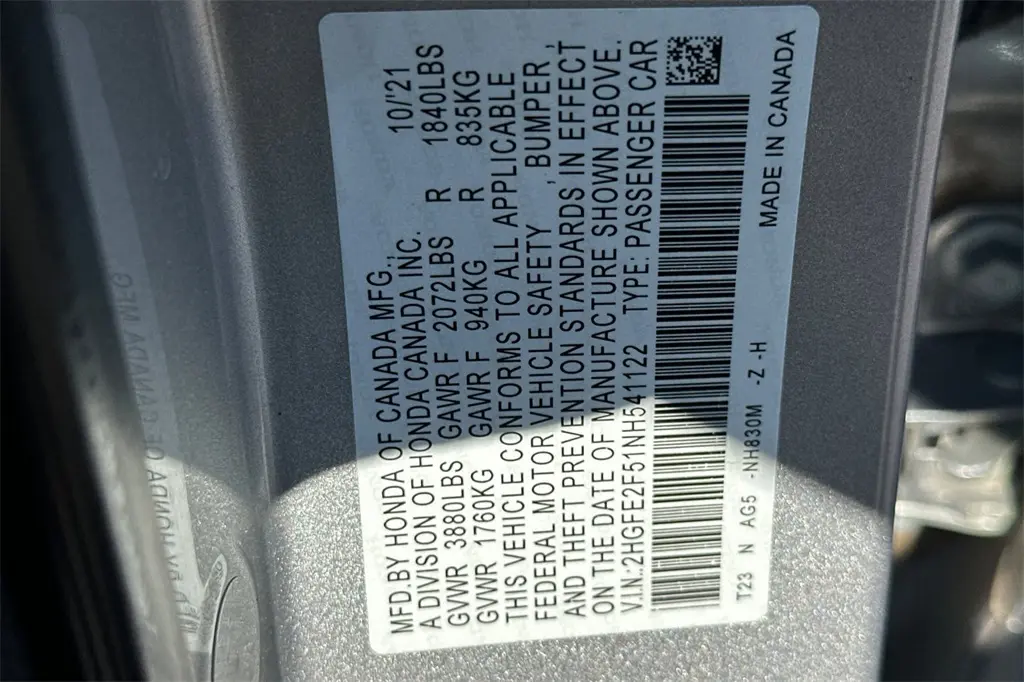 MFD.BY HONDA OF CANADA MFG., 10/'21
A DIVISION OF HONDA CANADA INC.
GVWR 3880LBS GAWR F 2072LBS R 1840LBS
GVWR 1760KG GAWR F 940KG R 835KG
THIS VEHICLE CONFORMS TO ALL APPLICABLE
FEDERAL MOTOR VEHICLE SAFETY , BUMPER ,
AND THEFT PREVENTION STANDARDS IN EFFECT
ON THE DATE OF MANUFACTURE SHOWN ABOVE.
V.I.N.:2HGFE2F51NH541122 TYPE: PASSENGER CAR
T23 N AG5 -NH830M -Z -H
MADE IN CANADA